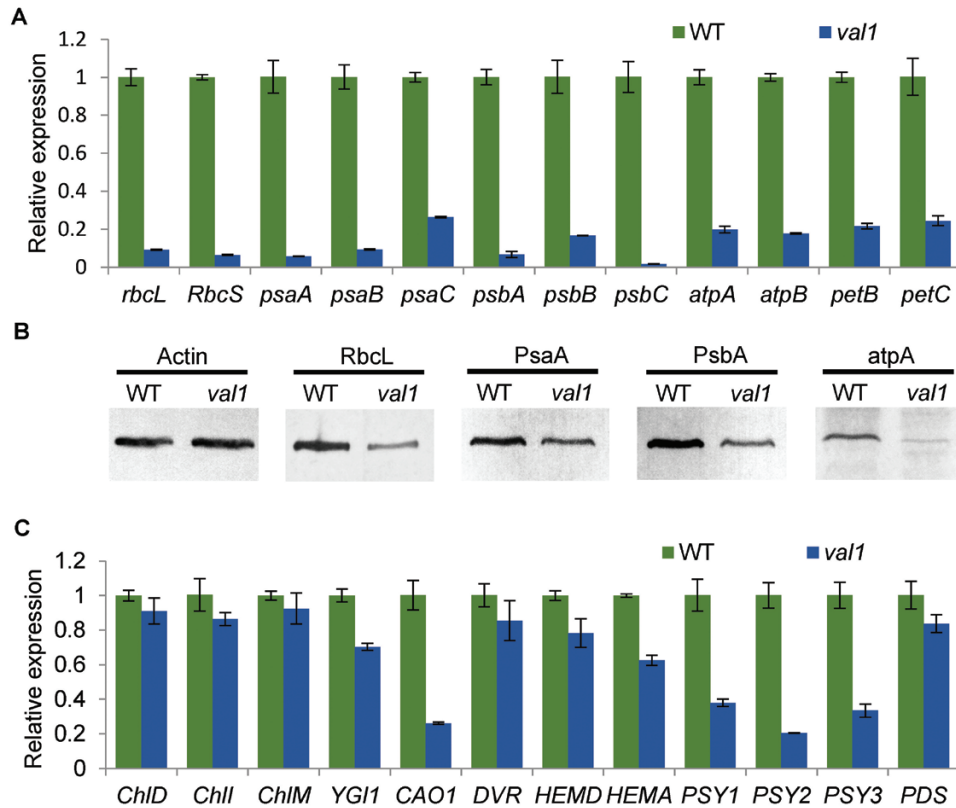 A
1.2
WT
val1
1
0.8
0.6
0.4
0.2
0
Relative expression
rbcL RbcS psaA psaB psaC psbA psbB psbC atpA atpB petB petC
B
Actin RbcL PsaA PsbA atpA
WT val1 WT val1 WT val1 WT val1 WT val1
C
WT
val1
1.2
1
0.8
0.6
0.4
0.2
0
Relative expression
ChlD ChlI ChlM YGl1 CAO1 DVR HEMD HEMA PSY1 PSY2 PSY3 PDS